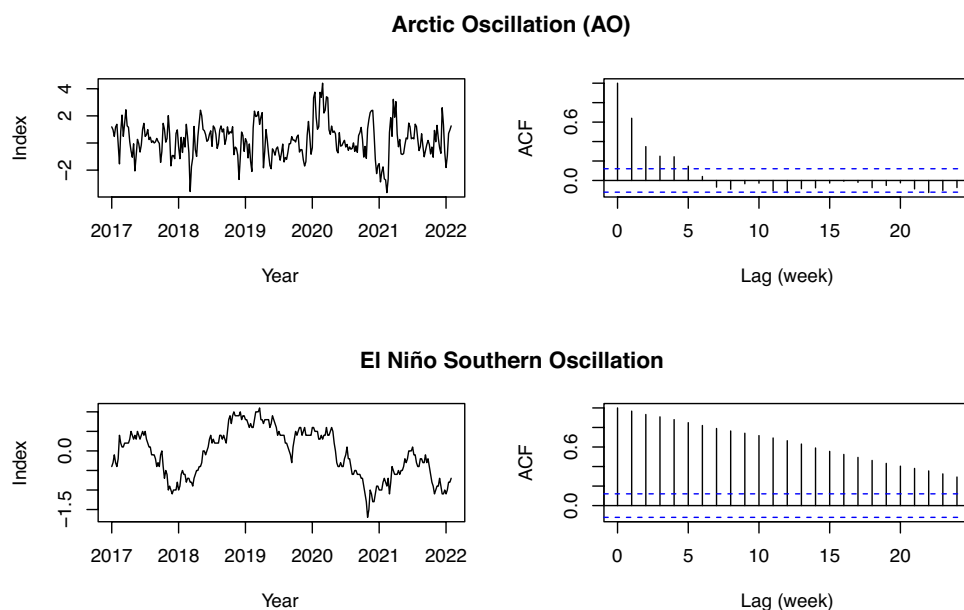 Arctic Oscillation (AO)
Index
4
2
−2
2017 2018 2019 2020 2021 2022
Year
ACF
0.6
0.0
0 5 10 15 20
Lag (week)
El Niño Southern Oscillation
Index
0.0
−1.5
2017 2018 2019 2020 2021 2022
Year
ACF
0.6
0.0
0 5 10 15 20
Lag (week)